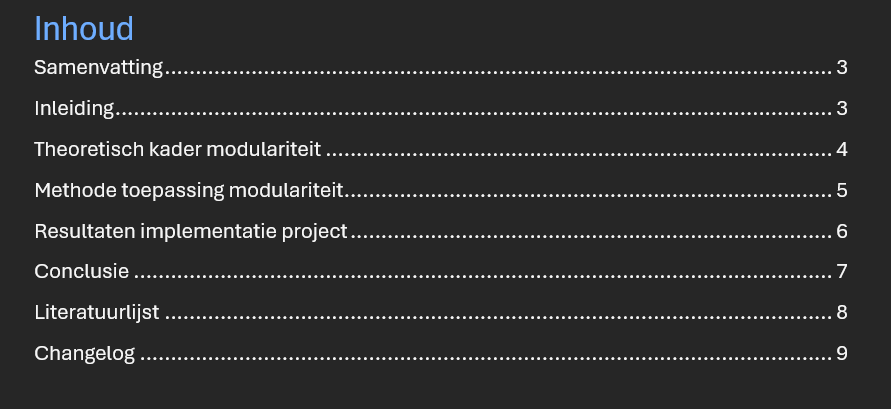 Inhoud
Samenvatting................................................................................................................. 3
Inleiding......................................................................................................................... 3
Theoretisch kader modulariteit ..................................................................................... 4
Methode toepassing modulariteit.................................................................................. 5
Resultaten implementatie project ................................................................................. 6
Conclusie ..................................................................................................................... 7
Literatuurlijst ................................................................................................................ 8
Changelog .................................................................................................................... 9